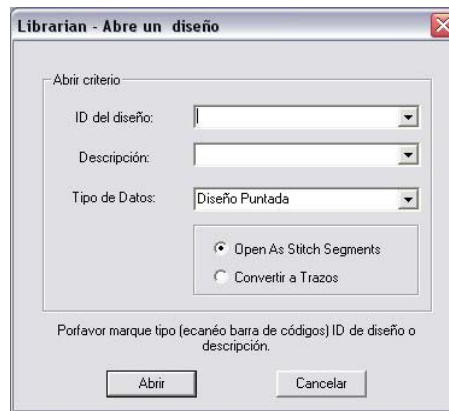 Librarian - Abre un diseño
Abrir criterio
ID del diseño:
Descripción:
Tipo de Datos:
Diseño Puntada
Open As Stitch Segments
Convertir a Trazos
Porfavor marque tipo (ecanéo barra de códigos) ID de diseño o
descripción.
Abrir
Cancelar